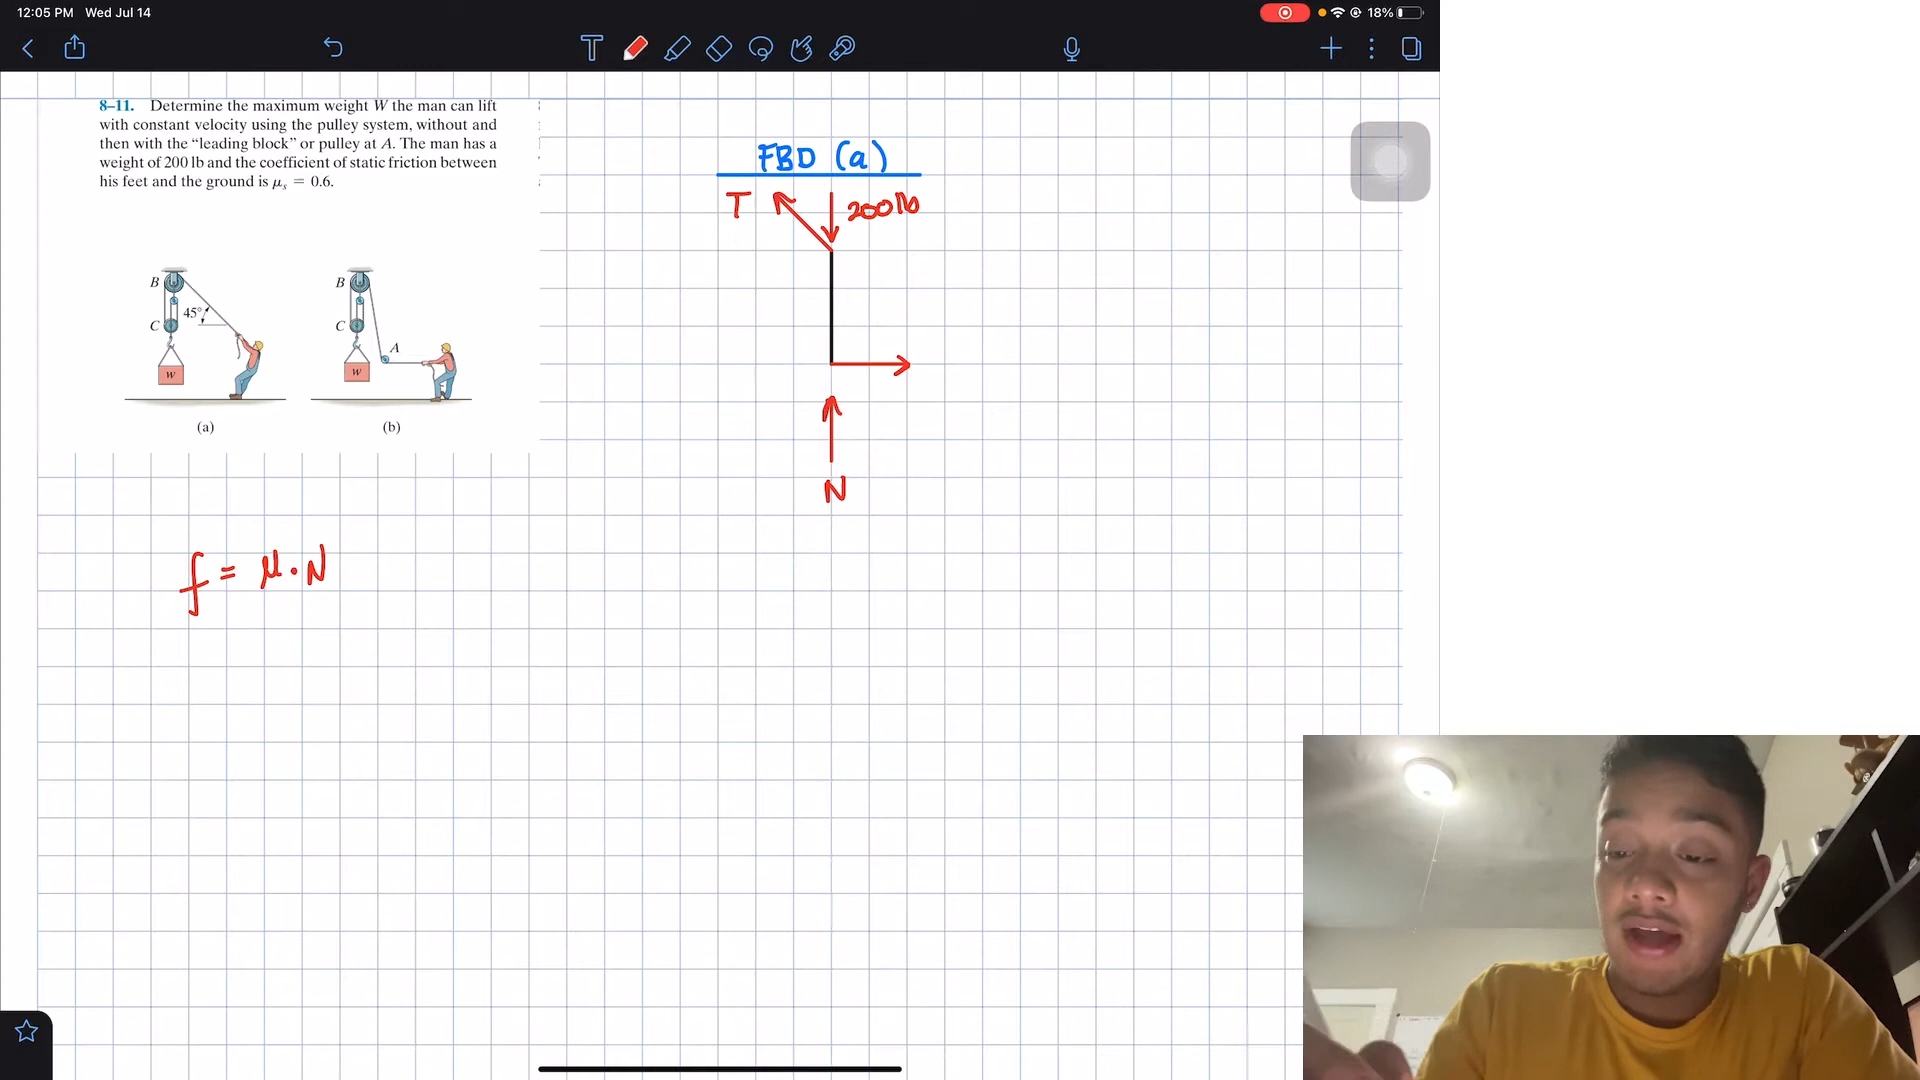 12:05 PM Wed Jul 14
18%
8–11. Determine the maximum weight W the man can lift
with constant velocity using the pulley system, without and
then with the “leading block” or pulley at A. The man has a
weight of 200 lb and the coefficient of static friction between
his feet and the ground is μs = 0.6.
B
45°
C
W
(a)
B
C
A
W
(b)
FBD (a)
T
200lb
N
f = μ · N